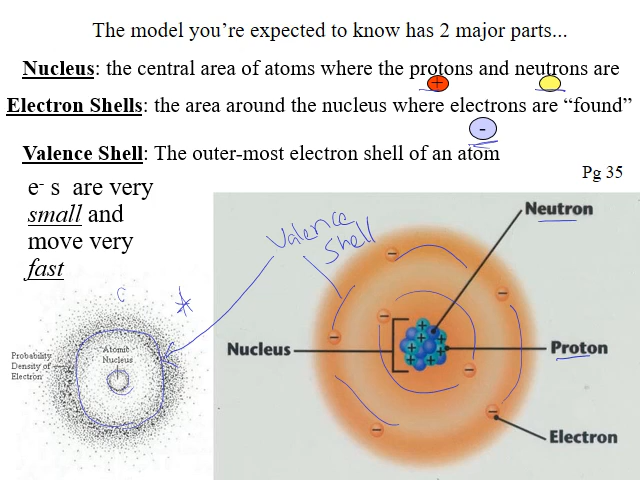 The model you're expected to know has 2 major parts...
Nucleus: the central area of atoms where the protons and neutrons are
+
Electron Shells: the area around the nucleus where electrons are “found”
-
Valence Shell: The outer-most electron shell of an atom
Pg 35
e- s are very
small and
move very
fast
Valence
Shell
Neutron
Nucleus
Proton
Electron
Probability
Density of
Electron
Atomic
Nucleus